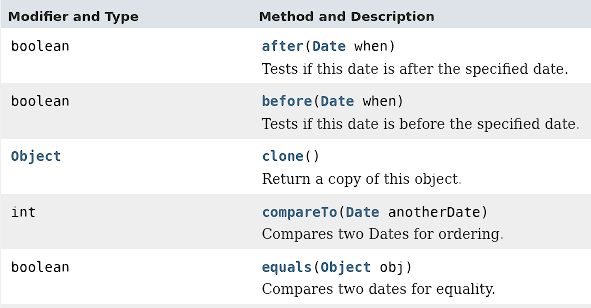 Modifier and Type Method and Description
boolean after(Date when)
Tests if this date is after the specified date.
boolean before(Date when)
Tests if this date is before the specified date.
Object clone()
Return a copy of this object.
int compareTo(Date anotherDate)
Compares two Dates for ordering.
boolean equals(Object obj)
Compares two dates for equality.